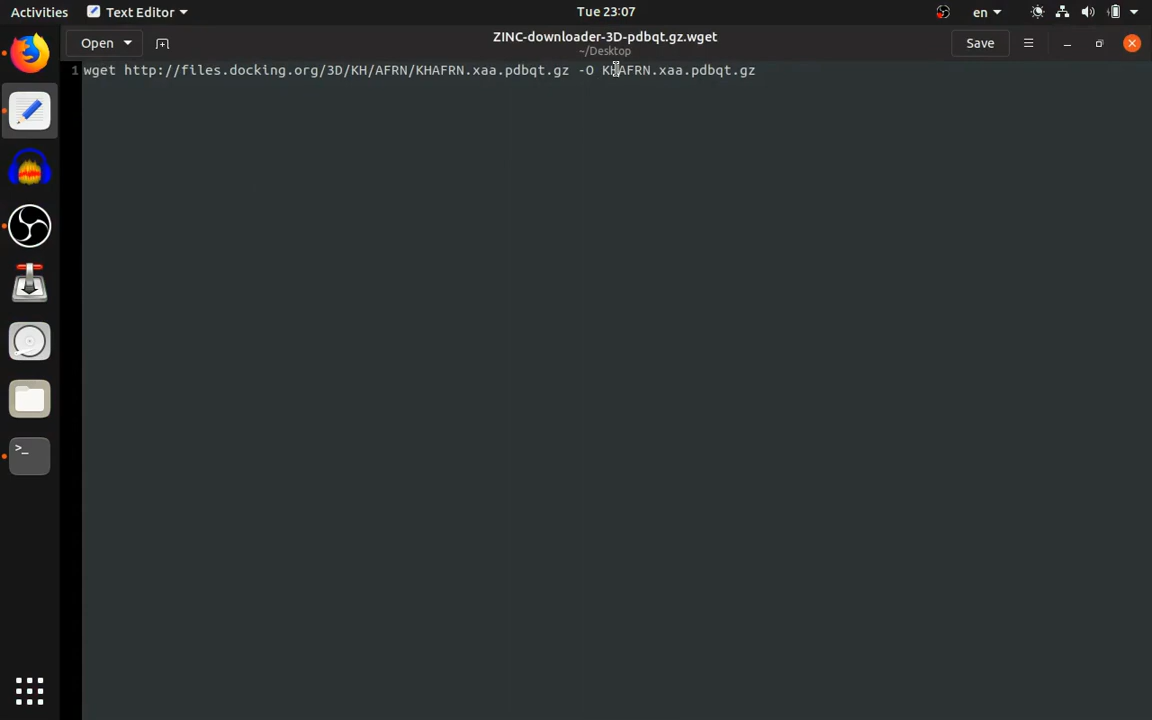 Activities Text Editor Tue 23:07 en
Open ZINC-downloader-3D-pdbqt.gz.wget Save
~/Desktop
1 wget http://files.docking.org/3D/KH/AFRN/KHAFRN.xaa.pdbqt.gz -O KHAFRN.xaa.pdbqt.gz
>_